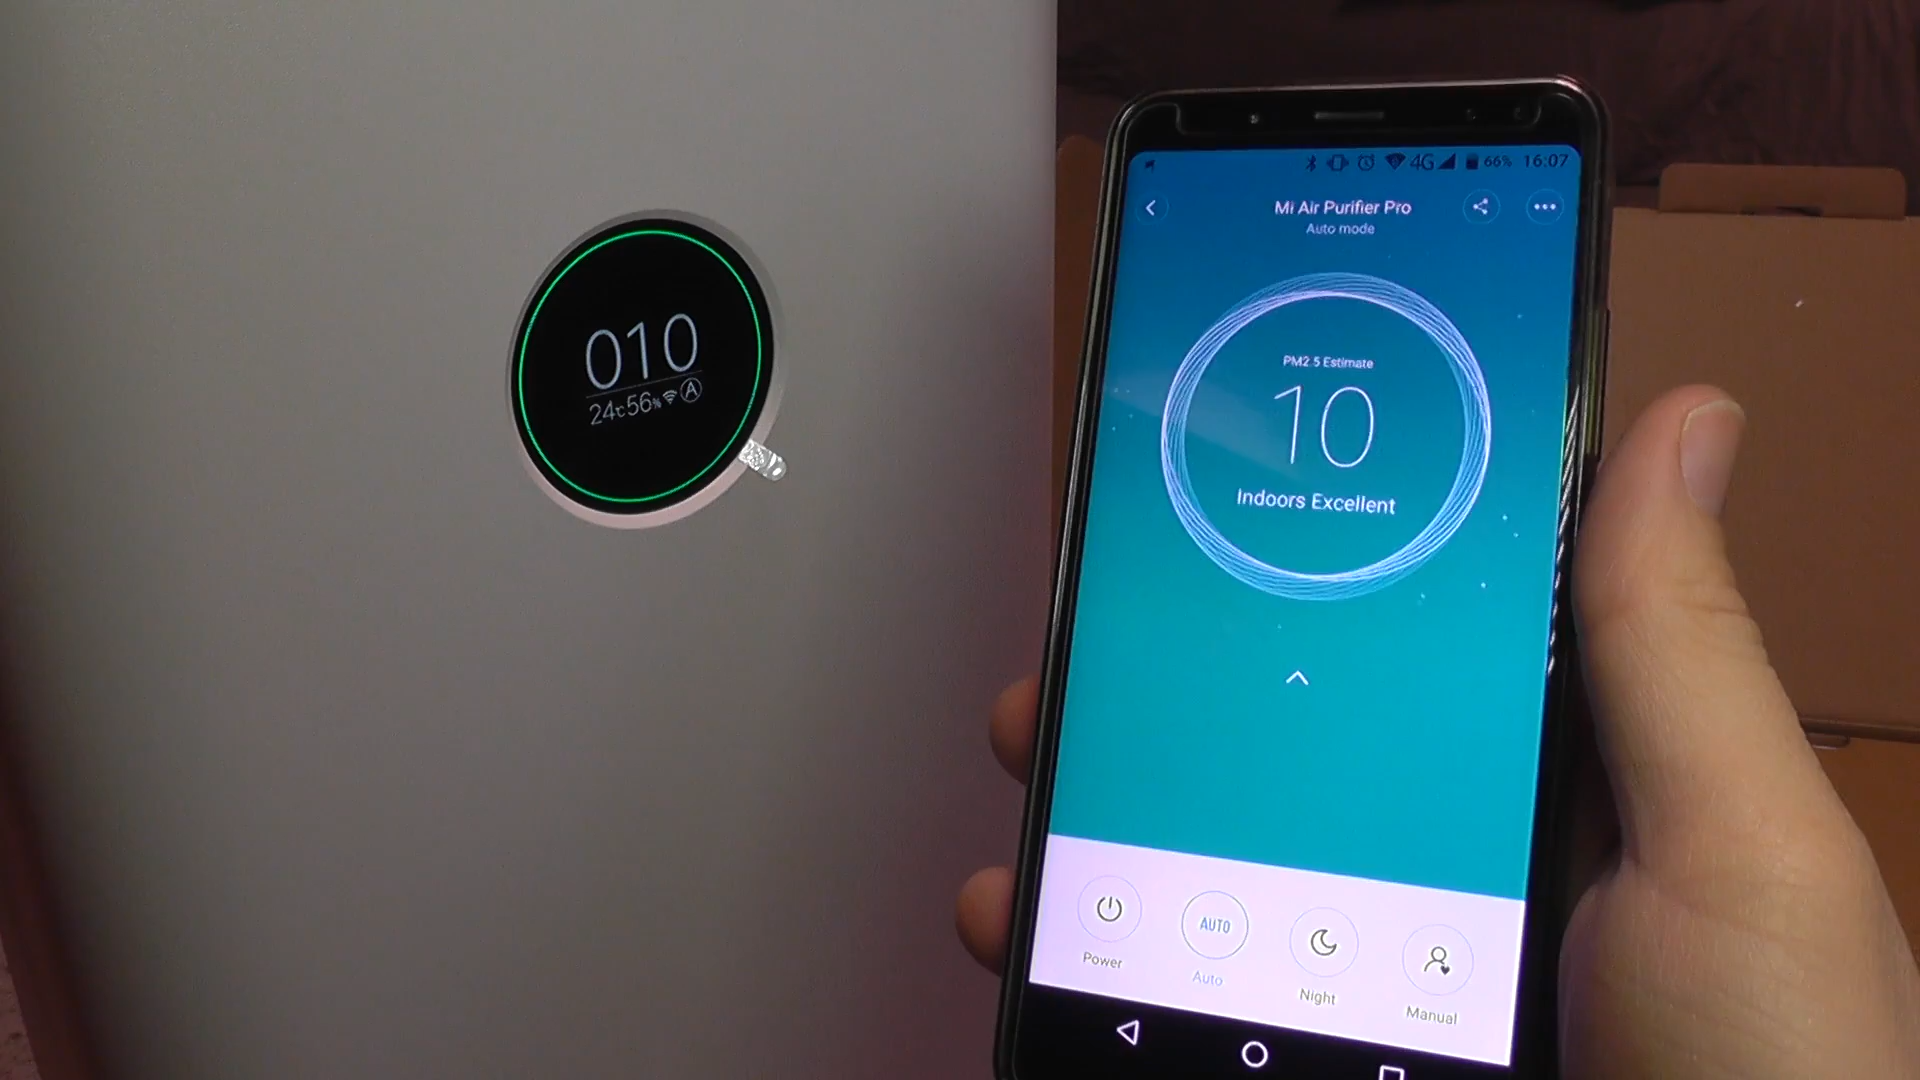 010
24℃ 56% A
4G 66% 16:07
Mi Air Purifier Pro
Auto mode
PM2.5 Estimate
10
Indoors Excellent
AUTO
Power
Auto
Night
Manual